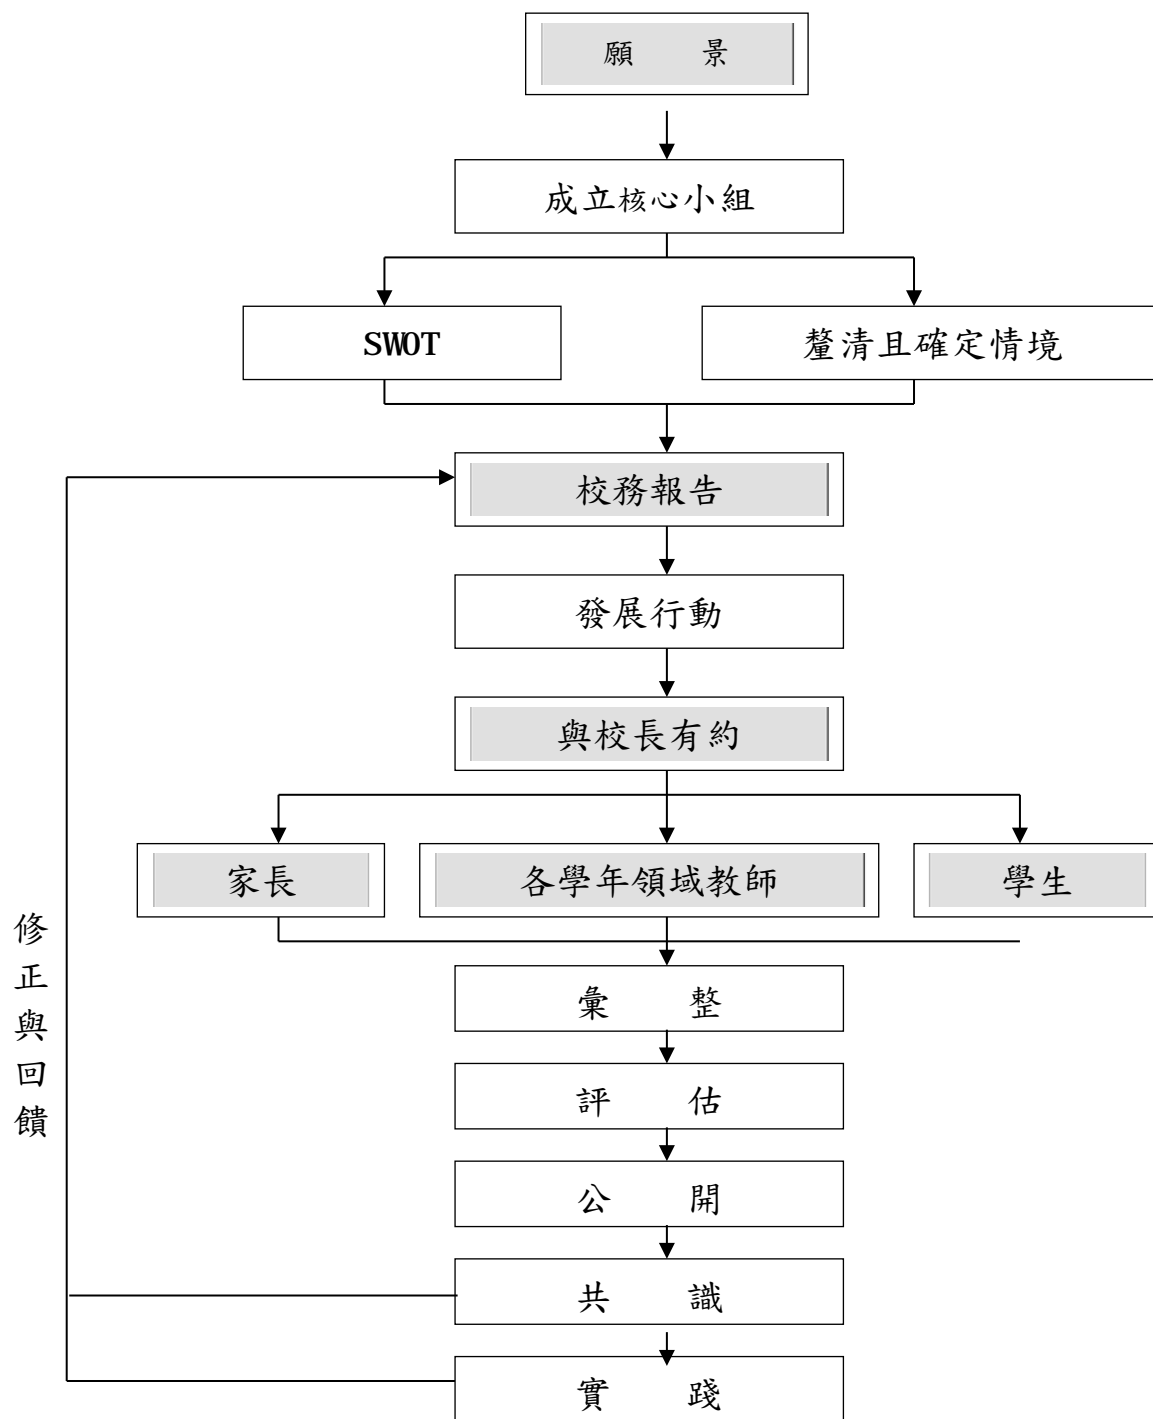 願 景
成立核心小組
SWOT
釐清且確定情境
校務報告
發展行動
與校長有約
家長
各學年領域教師
學生
修正與回饋
彙 整
評 估
公 開
共 識
實 踐